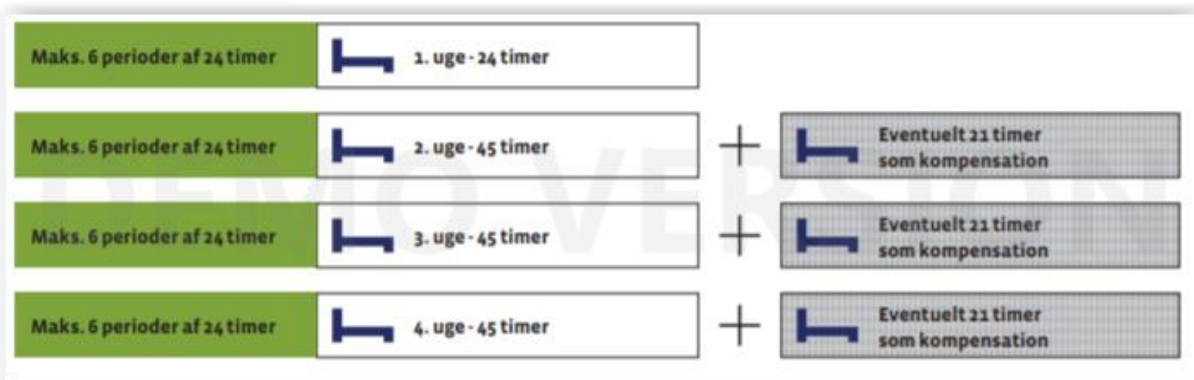 Maks. 6 perioder af 24 timer
1. uge - 24 timer
Maks. 6 perioder af 24 timer
2. uge - 45 timer
Eventuelt 21 timer
som kompensation
Maks. 6 perioder af 24 timer
3. uge - 45 timer
Eventuelt 21 timer
som kompensation
Maks. 6 perioder af 24 timer
4. uge - 45 timer
Eventuelt 21 timer
som kompensation
DEMO VERSION